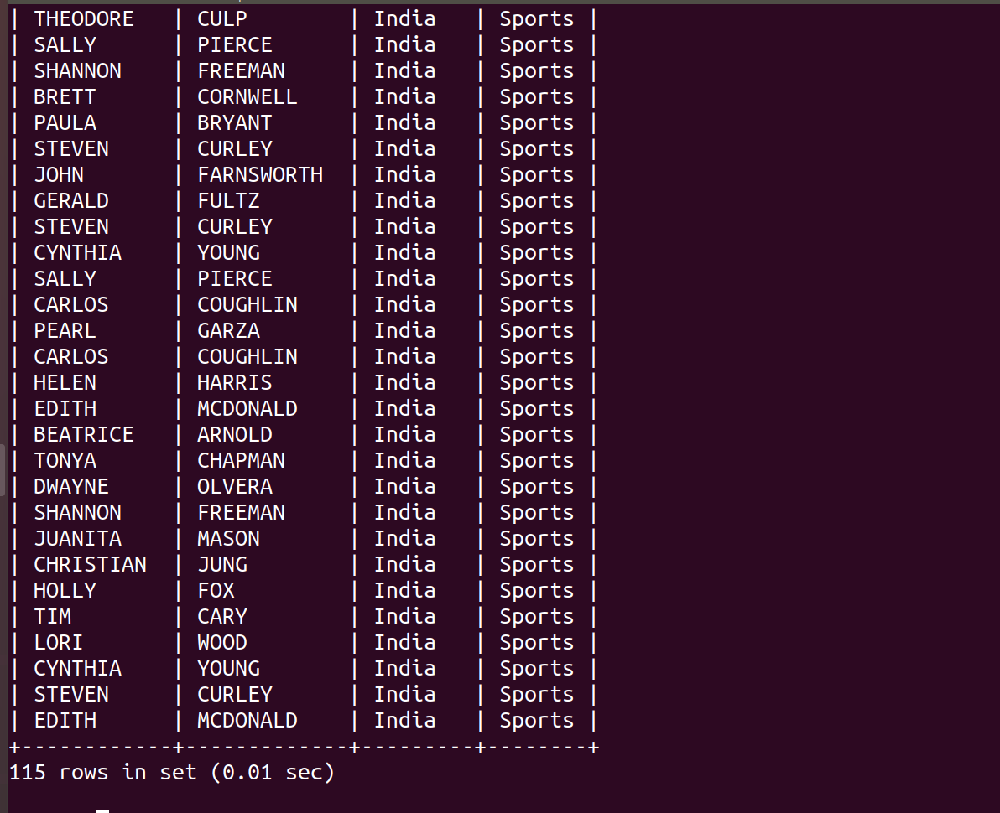 | THEODORE   | CULP        | India   | Sports |
| SALLY      | PIERCE      | India   | Sports |
| SHANNON    | FREEMAN     | India   | Sports |
| BRETT      | CORNWELL    | India   | Sports |
| PAULA      | BRYANT      | India   | Sports |
| STEVEN     | CURLEY      | India   | Sports |
| JOHN       | FARNSWORTH  | India   | Sports |
| GERALD     | FULTZ       | India   | Sports |
| STEVEN     | CURLEY      | India   | Sports |
| CYNTHIA    | YOUNG       | India   | Sports |
| SALLY      | PIERCE      | India   | Sports |
| CARLOS     | COUGHLIN    | India   | Sports |
| PEARL      | GARZA       | India   | Sports |
| CARLOS     | COUGHLIN    | India   | Sports |
| HELEN      | HARRIS      | India   | Sports |
| EDITH      | MCDONALD    | India   | Sports |
| BEATRICE   | ARNOLD      | India   | Sports |
| TONYA      | CHAPMAN     | India   | Sports |
| DWAYNE     | OLVERA      | India   | Sports |
| SHANNON    | FREEMAN     | India   | Sports |
| JUANITA    | MASON       | India   | Sports |
| CHRISTIAN  | JUNG        | India   | Sports |
| HOLLY      | FOX         | India   | Sports |
| TIM        | CARY        | India   | Sports |
| LORI       | WOOD        | India   | Sports |
| CYNTHIA    | YOUNG       | India   | Sports |
| STEVEN     | CURLEY      | India   | Sports |
| EDITH      | MCDONALD    | India   | Sports |
+------------+-------------+---------+--------+
115 rows in set (0.01 sec)